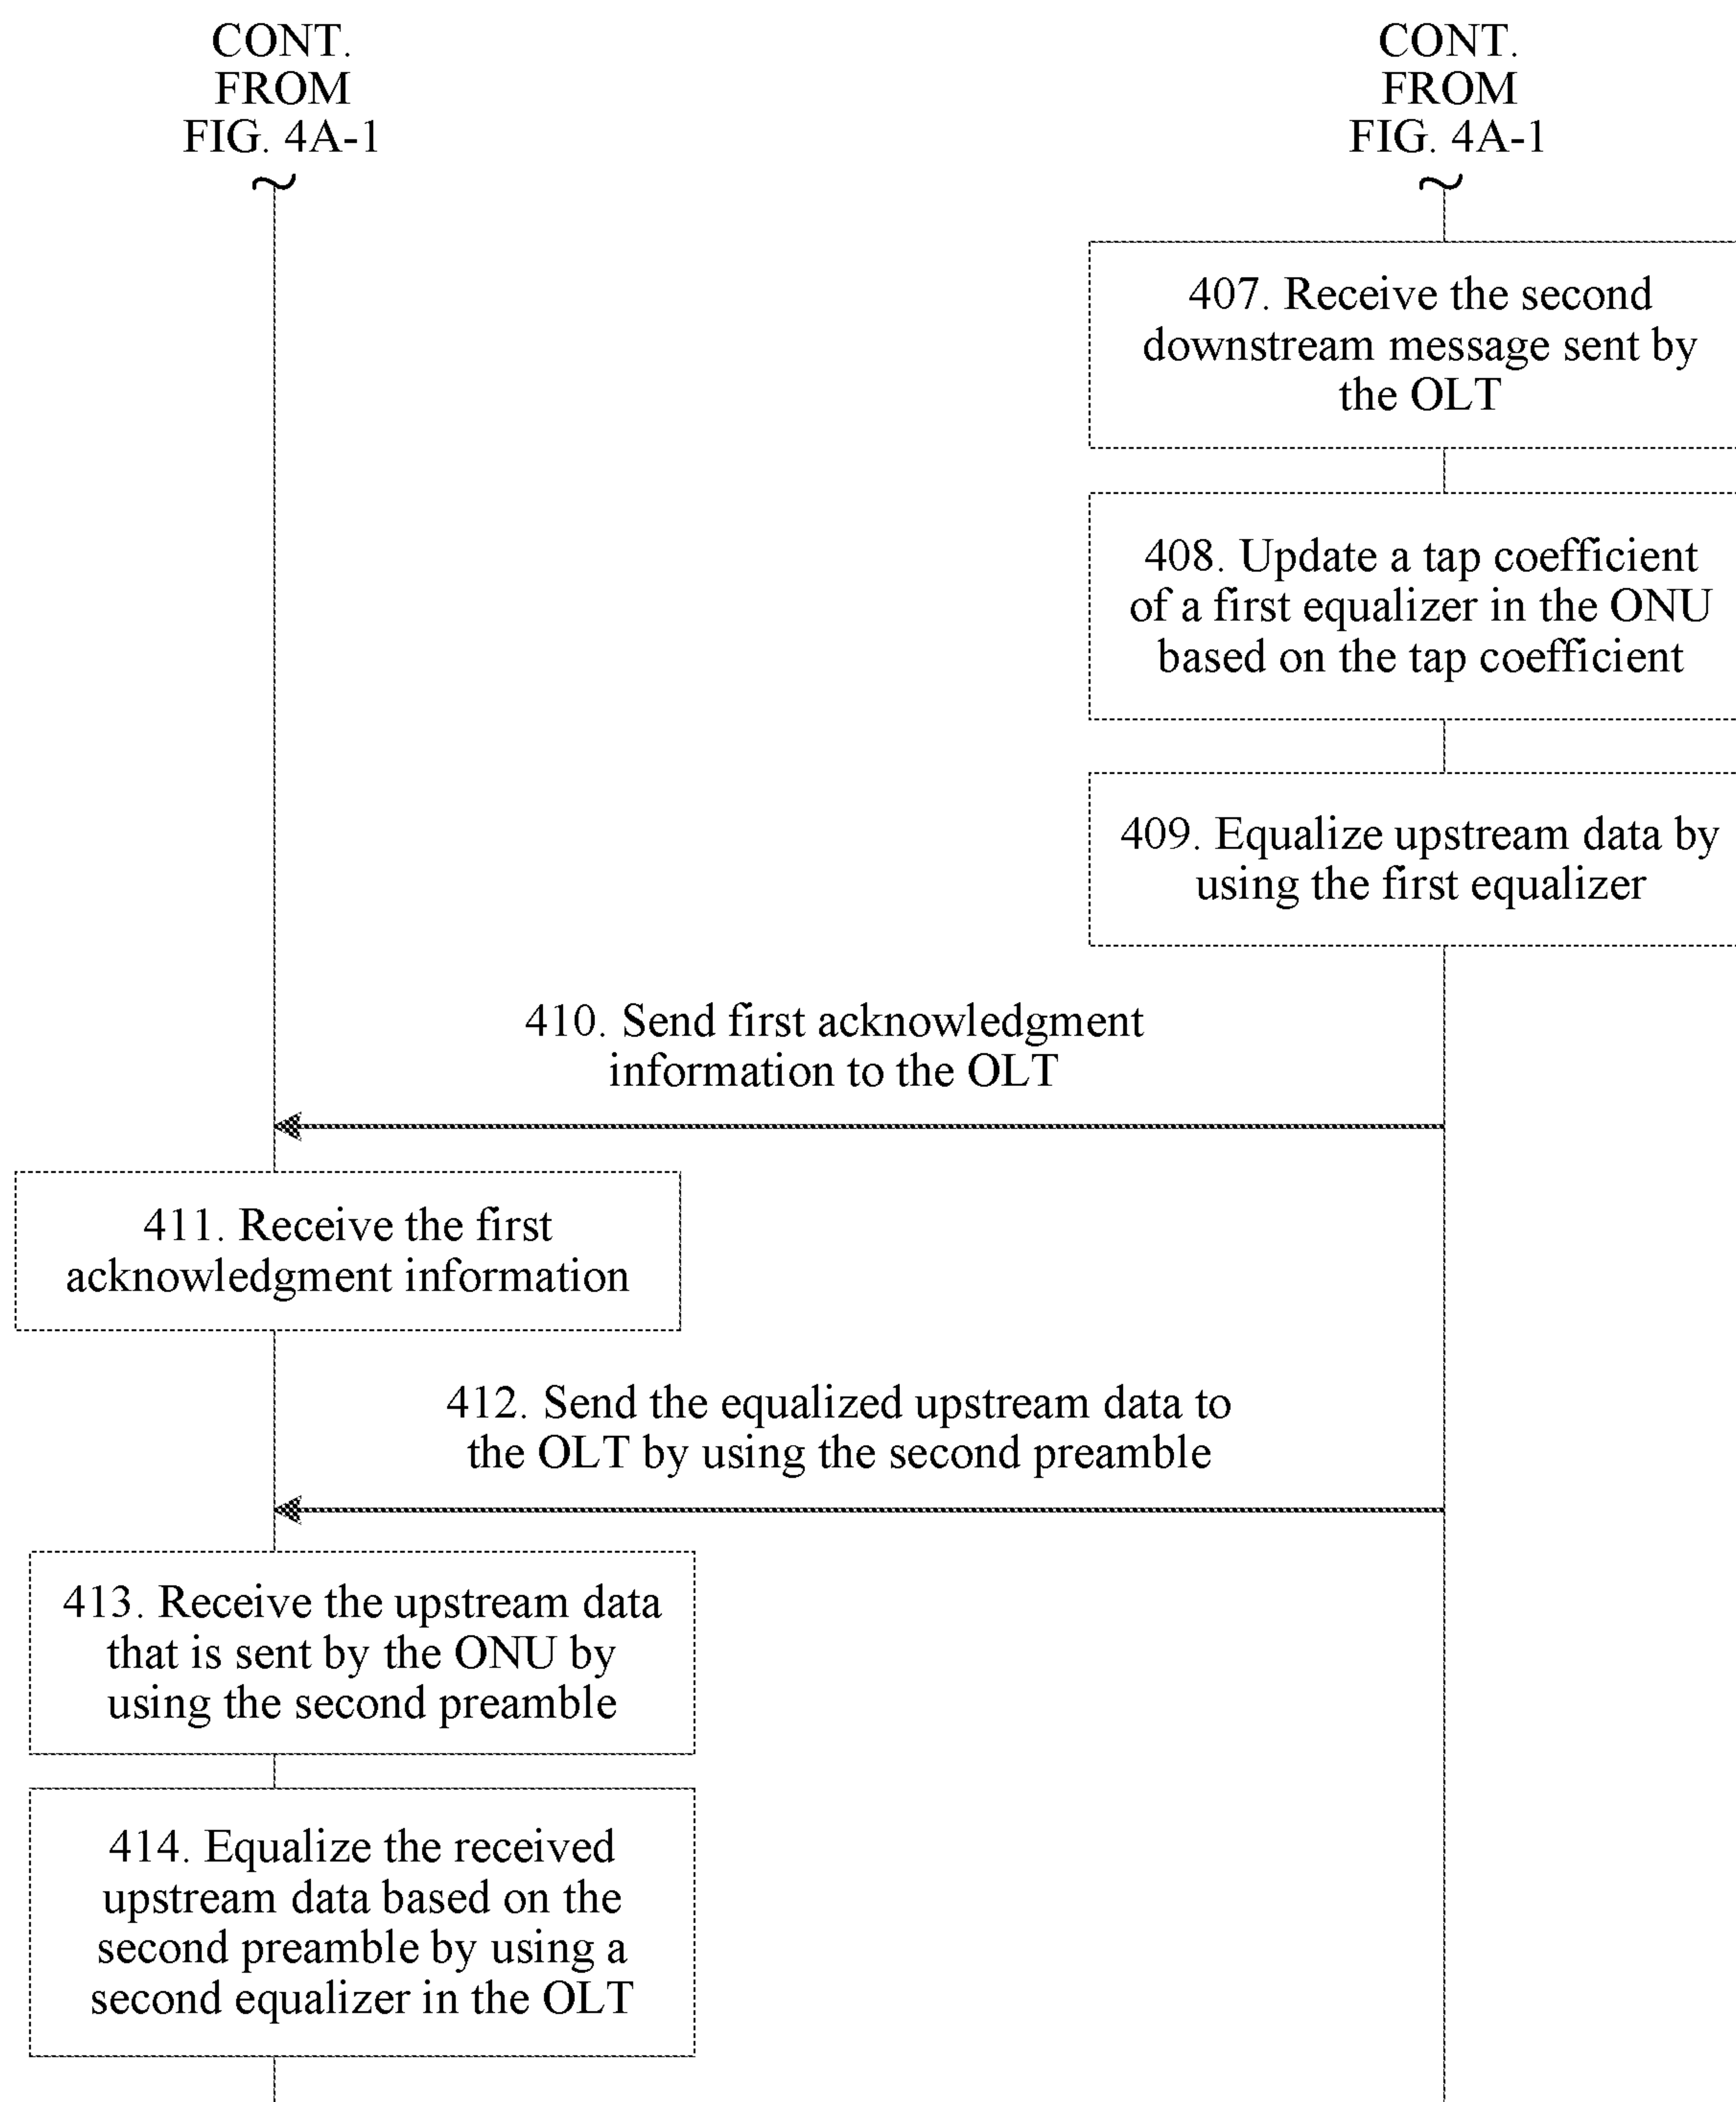 CONT.
FROM
FIG. 4A-1
CONT.
FROM
FIG. 4A-1
407. Receive the second
downstream message sent by
the OLT
408. Update a tap coefficient
of a first equalizer in the ONU
based on the tap coefficient
409. Equalize upstream data by
using the first equalizer
410. Send first acknowledgment
information to the OLT
411. Receive the first
acknowledgment information
412. Send the equalized upstream data to
the OLT by using the second preamble
413. Receive the upstream data
that is sent by the ONU by
using the second preamble
414. Equalize the received
upstream data based on the
second preamble by using a
second equalizer in the OLT